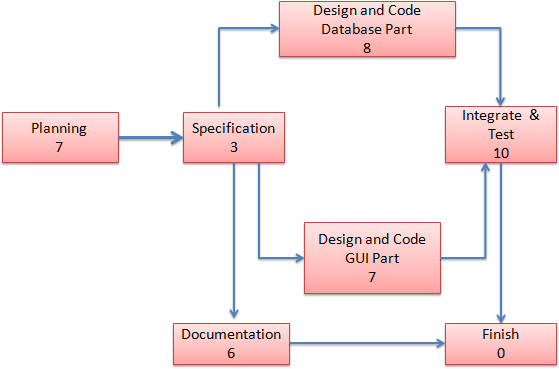 Design and Code
Database Part
8
Planning
7
Specification
3
Integrate & 
Test
10
Design and Code
GUI Part
7
Documentation
6
Finish
0